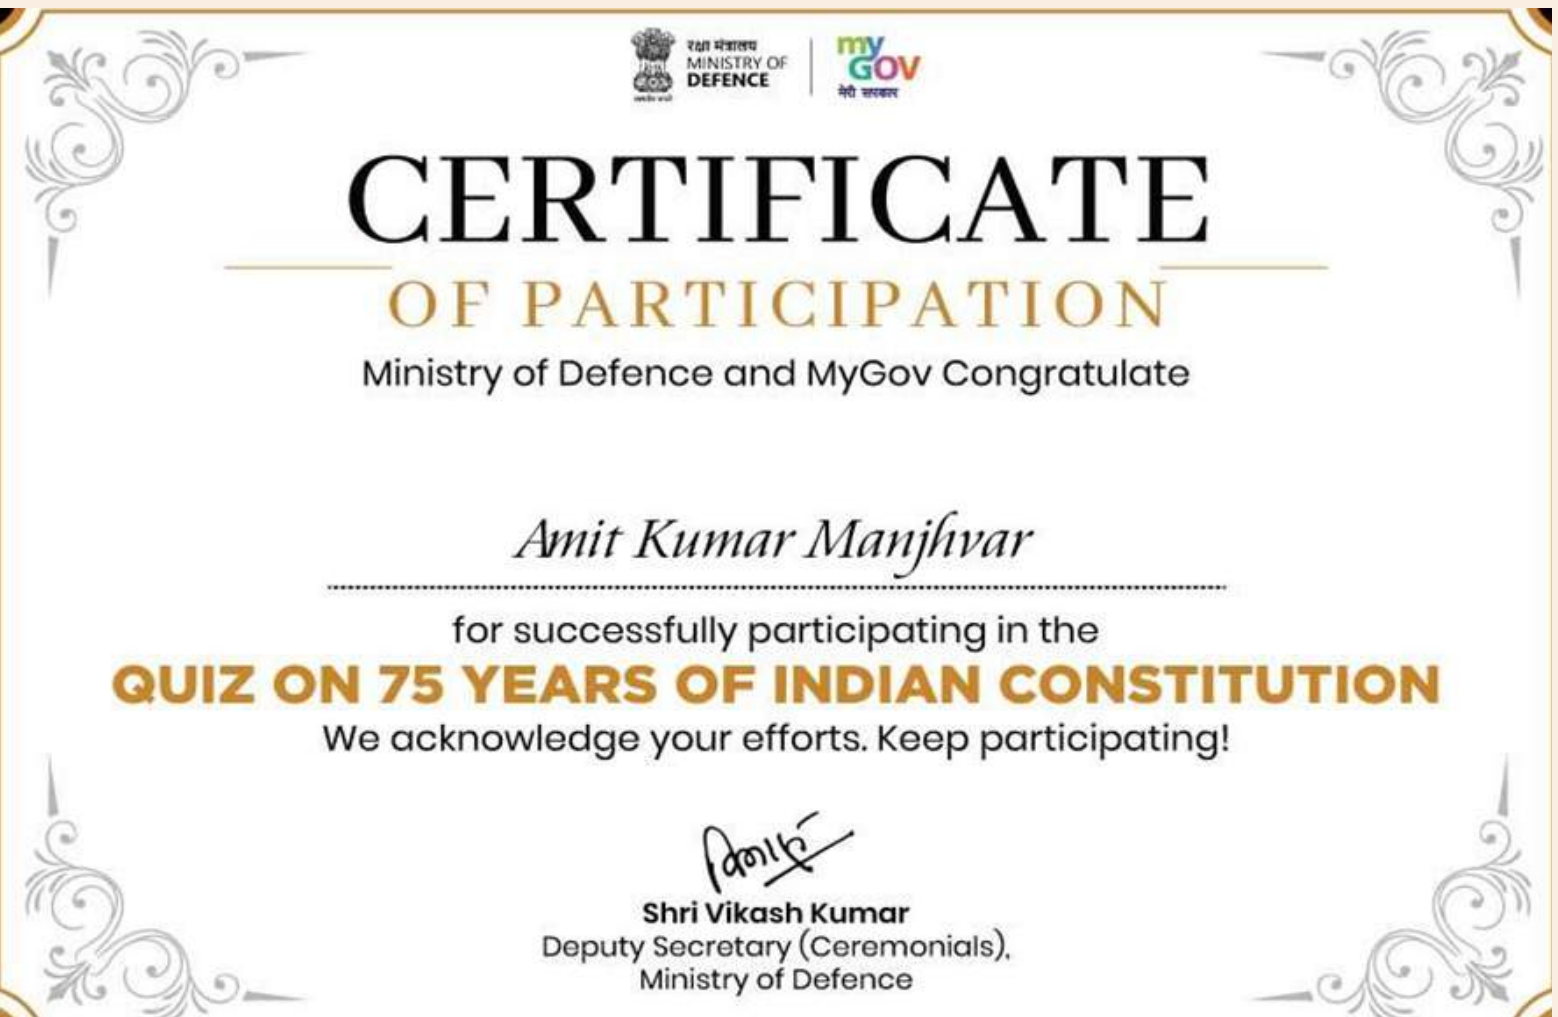 रक्षा मंत्रालय
MINISTRY OF
DEFENCE
my
GOV
मेरी सरकार
CERTIFICATE
OF PARTICIPATION
Ministry of Defence and MyGov Congratulate
Amit Kumar Manjhvar
for successfully participating in the
QUIZ ON 75 YEARS OF INDIAN CONSTITUTION
We acknowledge your efforts. Keep participating!
Shri Vikash Kumar
Deputy Secretary (Ceremonials),
Ministry of Defence